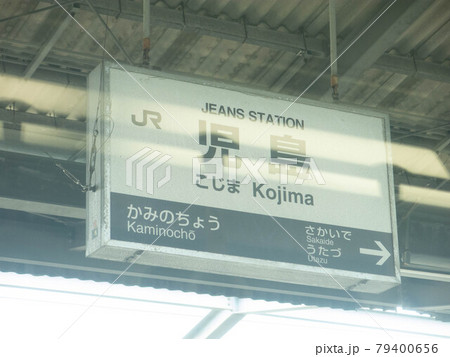 JEANS STATION
JR
児島
こじま Kojima
かみのちょう
Kaminochō
さかいで
Sakaide
うたづ
Utazu
PIXTA
pixta.jp - 79400656